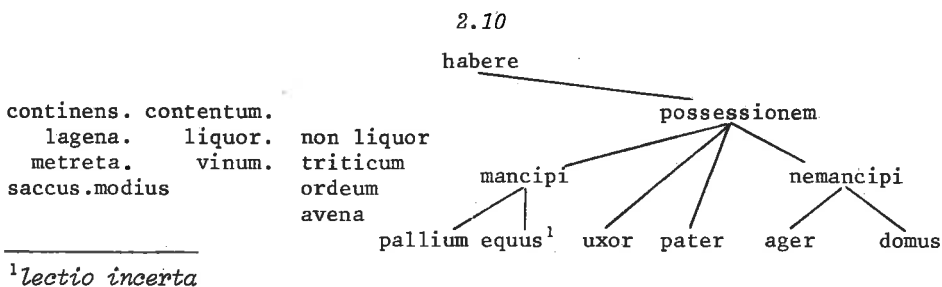 2.10
habere
continens. contentum.
possessionem
lagena. liquor. non liquor
metreta. vinum. triticum
mancipi nemancipi
saccus.modius ordeum
avena
pallium equus¹ uxor pater ager domus
¹lectio incerta